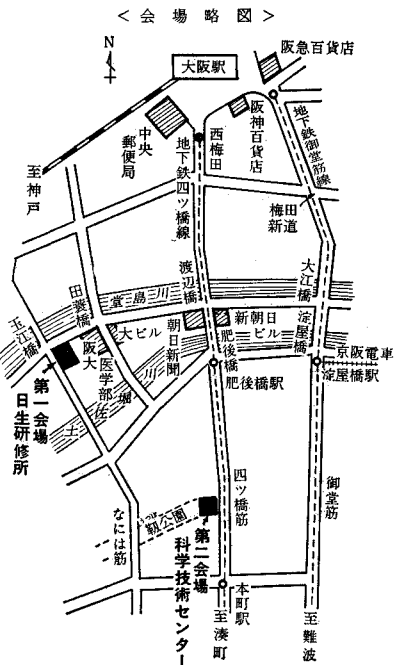 ＜会場略図＞
N
大阪駅
阪急百貨店
中央郵便局
阪神百貨店
西梅田
地下鉄四ツ橋線
地下鉄御堂筋線
至神戸
梅田新道
渡辺橋
大江橋
田蓑橋
堂島川
玉江橋
大ビル
朝日新聞
新朝日ビル
肥後橋
淀屋橋
京阪電車
淀屋橋駅
阪大医学部
土佐堀川
肥後橋駅
第一会場
日生研修所
四ツ橋筋
御堂筋
なには筋
靱公園
うつぼ
第二会場
科学技術センター
本町駅
至湊町
至難波